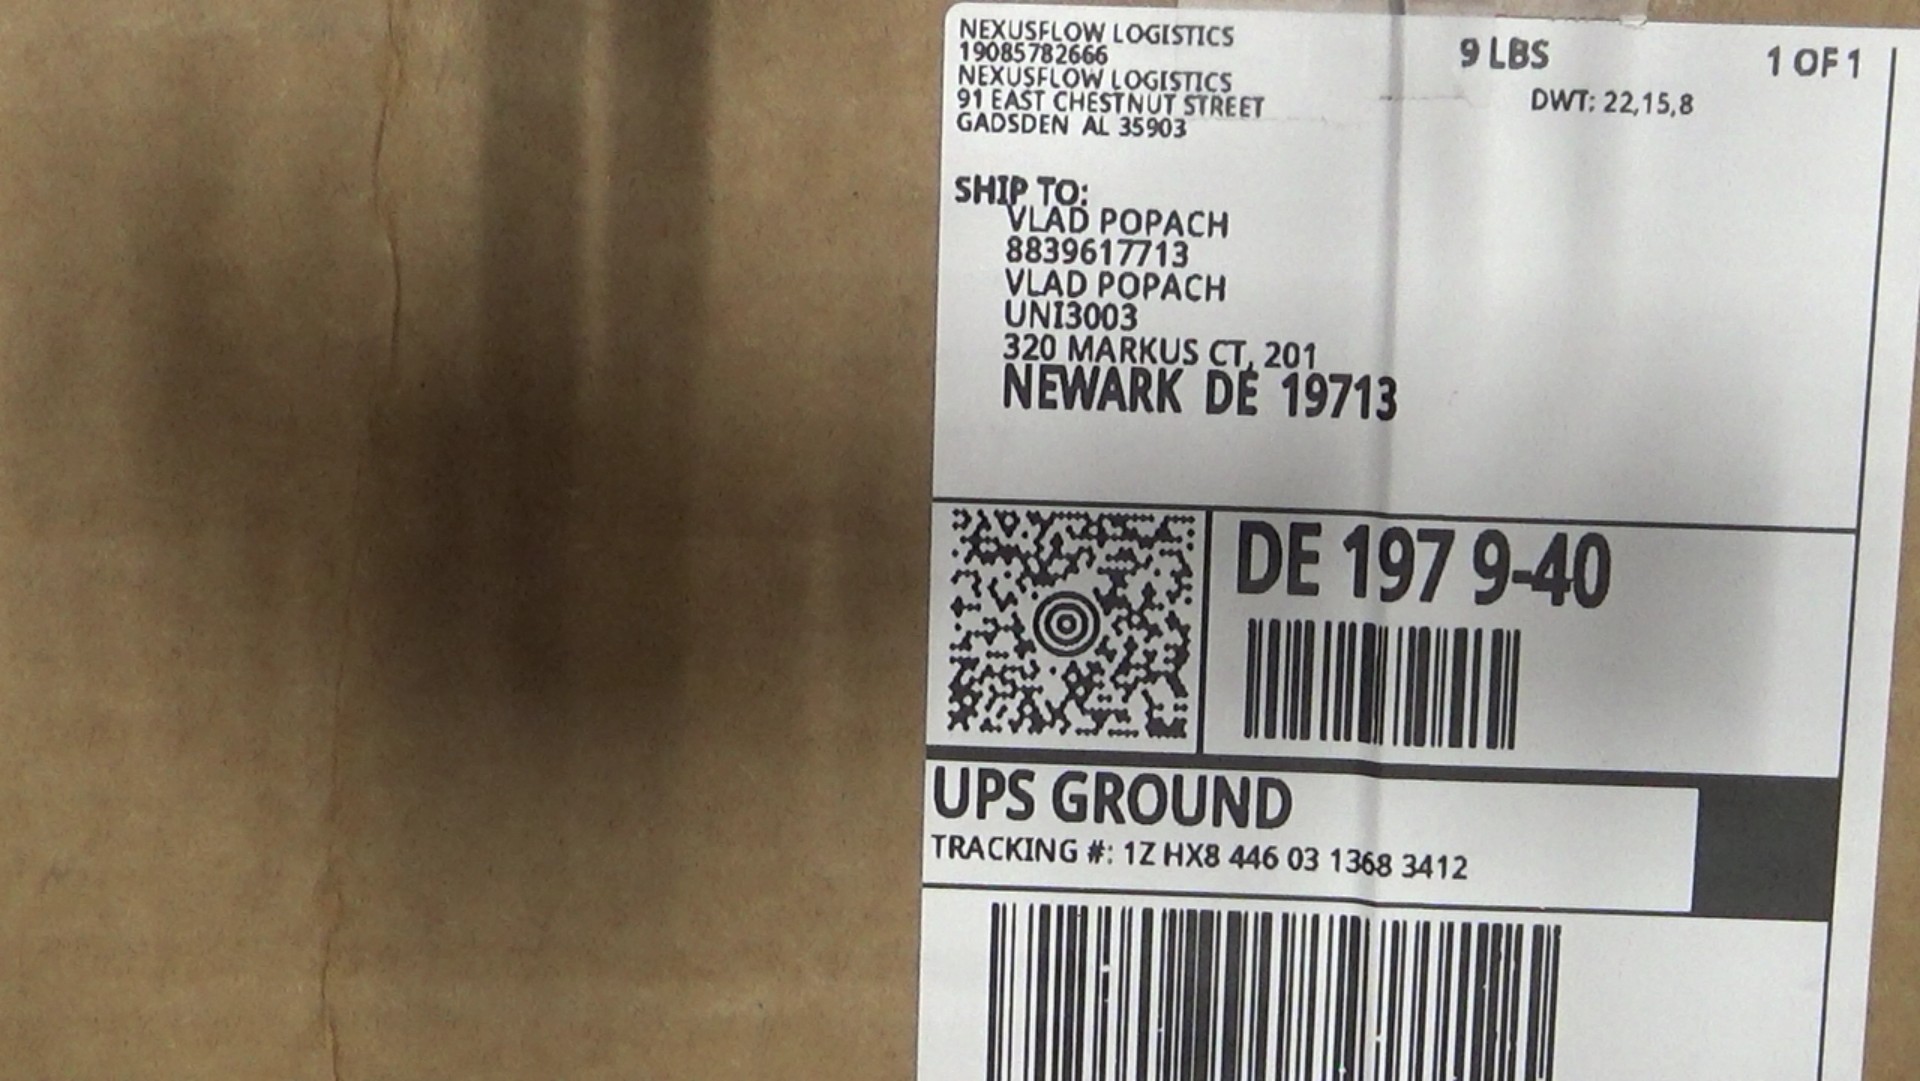 NEXUSFLOW LOGISTICS
19085782666
NEXUSFLOW LOGISTICS
91 EAST CHESTNUT STREET
GADSDEN AL 35903
9 LBS
1 OF 1
DWT: 22,15,8
SHIP TO:
VLAD POPACH
8839617713
VLAD POPACH
UNI3003
320 MARKUS CT, 201
NEWARK DE 19713
DE 197 9-40
UPS GROUND
TRACKING #: 1Z HX8 446 03 1368 3412